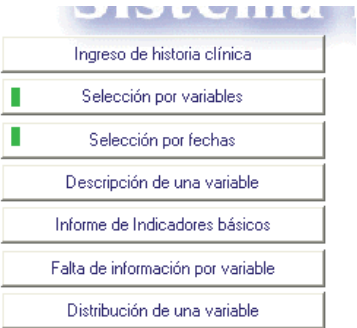 Sistema
Ingreso de historia clínica
Selección por variables
Selección por fechas
Descripción de una variable
Informe de Indicadores básicos
Falta de información por variable
Distribución de una variable